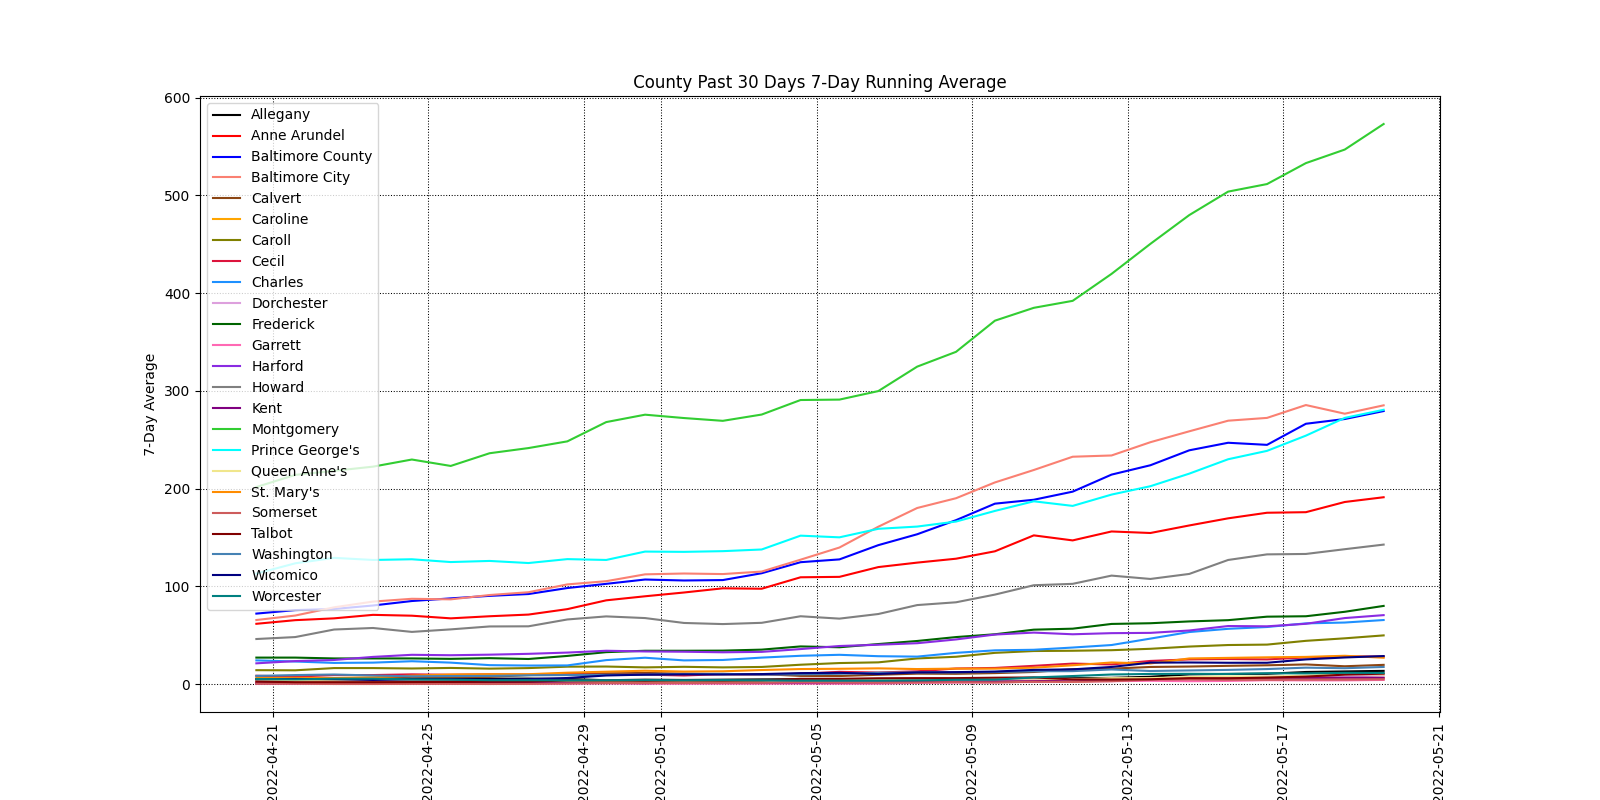 County Past 30 Days 7-Day Running Average
600
500
400
300
200
100
0
7-Day Average
Allegany
Anne Arundel
Baltimore County
Baltimore City
Calvert
Caroline
Caroll
Cecil
Charles
Dorchester
Frederick
Garrett
Harford
Howard
Kent
Montgomery
Prince George's
Queen Anne's
St. Mary's
Somerset
Talbot
Washington
Wicomico
Worcester
2022-04-21
2022-04-25
2022-04-29
2022-05-01
2022-05-05
2022-05-09
2022-05-13
2022-05-17
2022-05-21